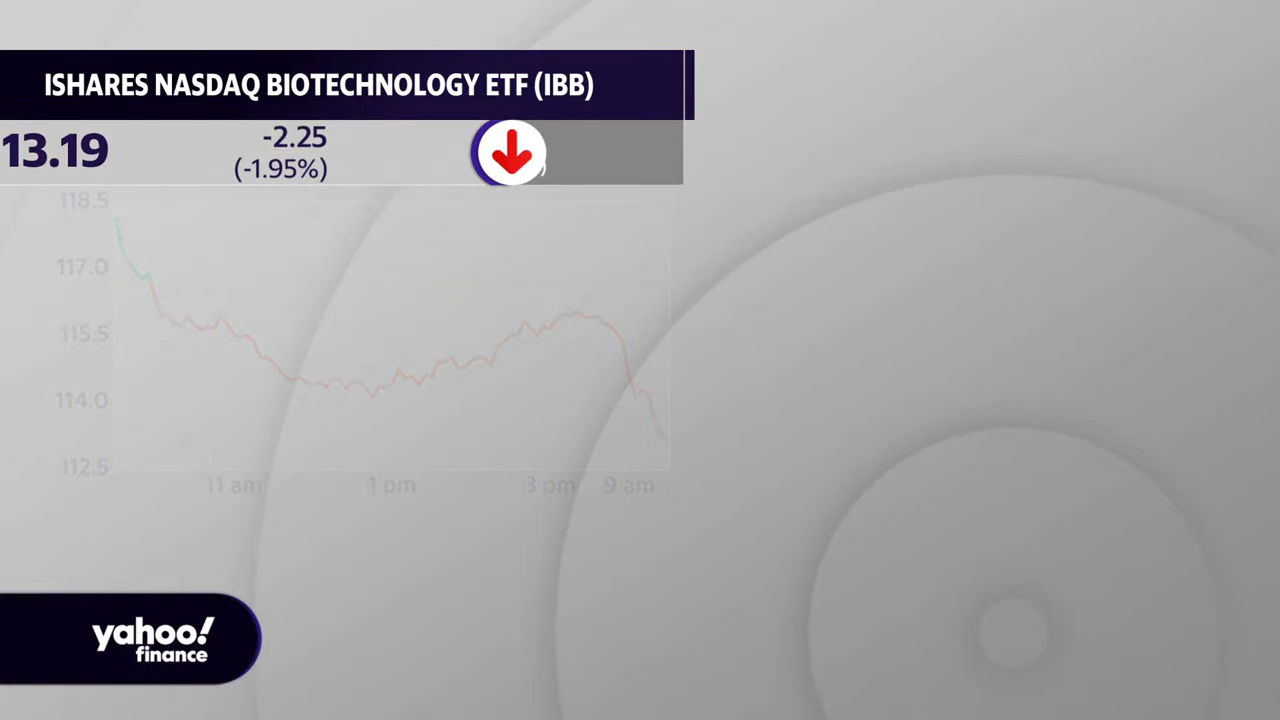 ISHARES NASDAQ BIOTECHNOLOGY ETF (IBB)
13.19
-2.25
(-1.95%)
118.5
117.0
115.5
114.0
112.5
11 am 1 pm 3 pm 9 am
yahoo!
finance